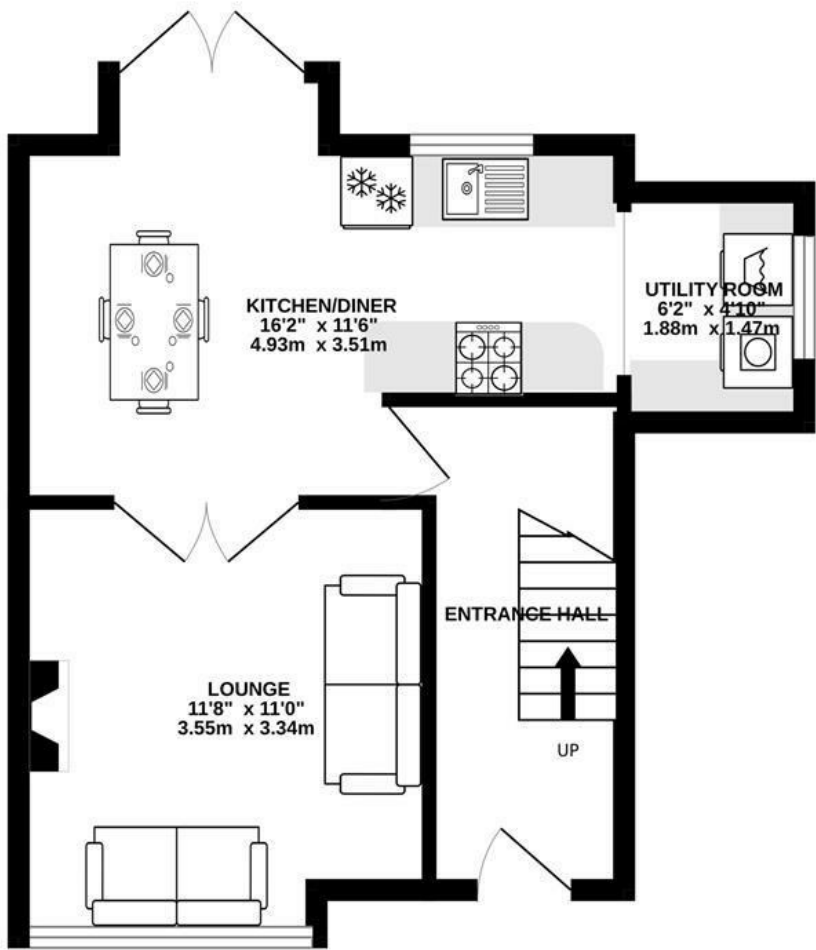 KITCHEN/DINER
16'2" x 11'6"
4.93m x 3.51m
UTILITY ROOM
6'2" x 4'10"
1.88m x 1.47m
ENTRANCE HALL
LOUNGE
11'8" x 11'0"
3.55m x 3.34m
UP